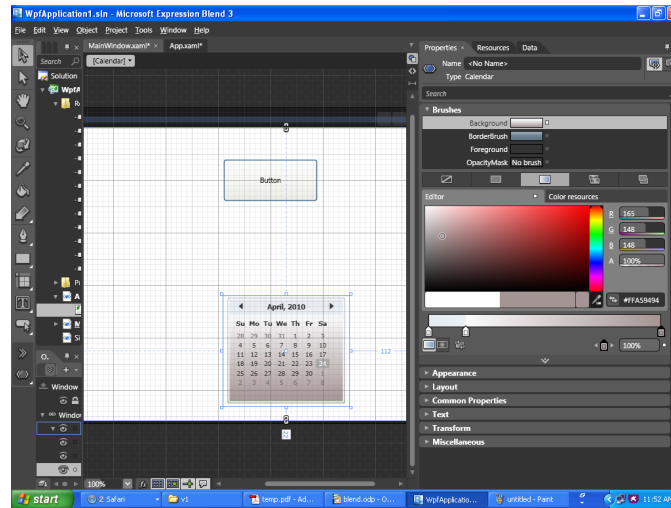 WpfApplication1.sln - Microsoft Expression Blend 3
File Edit View Object Project Tools Window Help
MainWindow.xaml* × App.xaml* ×
Search [Calendar]
Solution
Button
April, 2010
Su Mo Tu We Th Fr Sa
28 29 30 31 1 2 3
4 5 6 7 8 9 10
11 12 13 14 15 16 17
18 19 20 21 22 23 24
25 26 27 28 29 30 1
2 3 4 5 6 7 8
112
Window
Window
100%
Properties × Resources Data
Name <No Name>
Type Calendar
Search
Brushes
Background
BorderBrush
Foreground
OpacityMask No brush
Editor Color resources
R 165
G 148
B 148
A 100%
#FFA59494
100%
Appearance
Layout
Common Properties
Text
Transform
Miscellaneous
start 2 Safari v1 temp.pdf - Ad... blend.odp - O... WpfApplicatio... untitled - Paint 11:52 AM